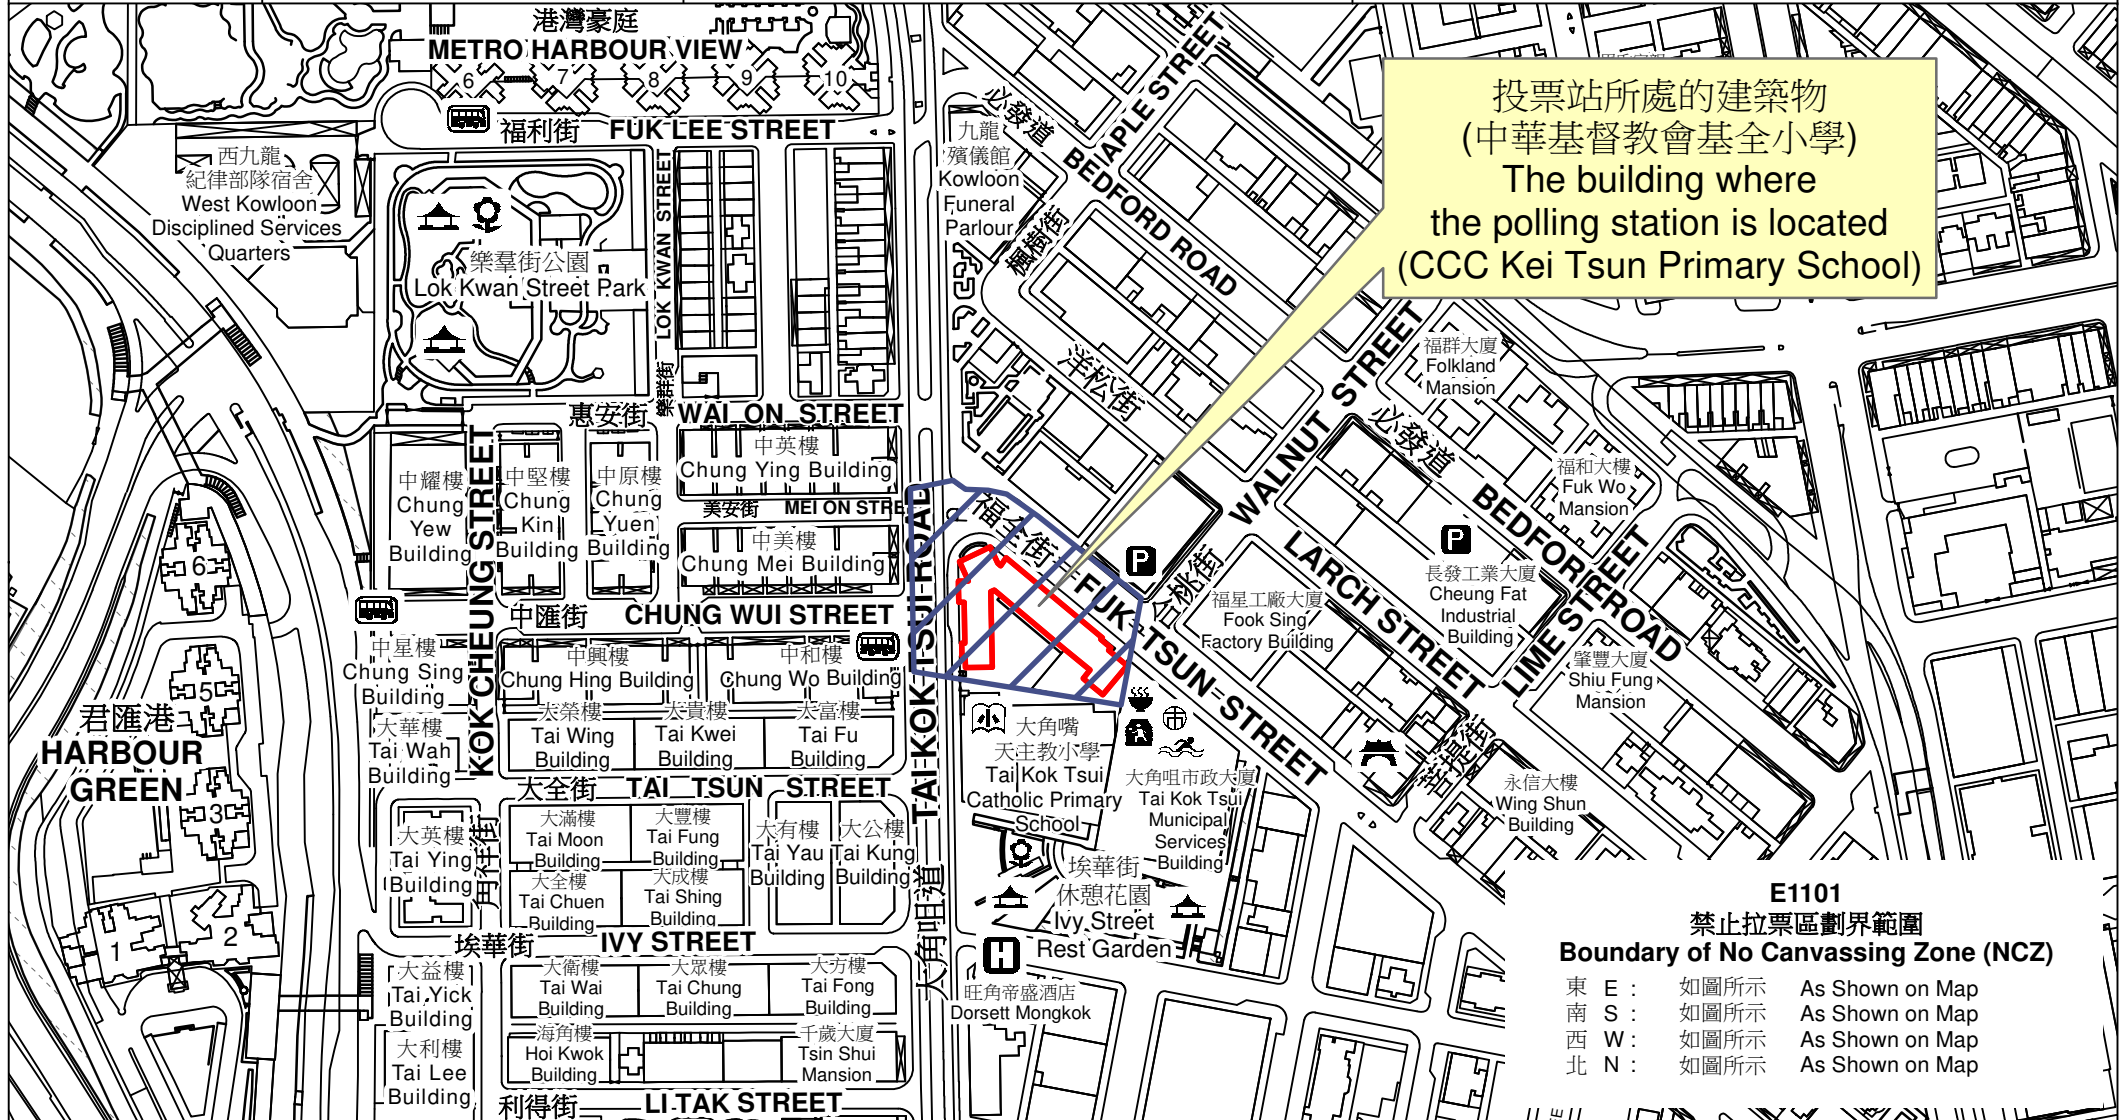 港灣豪庭
METRO HARBOUR VIEW
6
7
8
9
10
福利街 FUK LEE STREET
西九龍
紀律部隊宿舍
West Kowloon
Disciplined Services
Quarters
樂羣街公園
Lok Kwan Street Park
LOK KWAN STREET
樂群街
九龍
殯儀館
Kowloon
Funeral
Parlour
必發道
BEDFORD ROAD
MAPLE STREET
楓樹街
洋松街
投票站所處的建築物
(中華基督教會基全小學)
The building where
the polling station is located
(CCC Kei Tsun Primary School)
WALNUT STREET
福群大廈
Folkland
Mansion
必發道
BEDFORD ROAD
福和大樓
Fuk Wo
Mansion
惠安街 WAI ON STREET
中英樓
Chung Ying Building
美安街 MEI ON STREET
中美樓
Chung Mei Building
中耀樓
Chung
Yew
Building
KOK CHEUNG STREET
中堅樓
Chung
Kin
Building
中原樓
Chung
Yuen
Building
中匯街 CHUNG WUI STREET
TAI KOK TSUI ROAD
大角咀道
福全街
FUK TSUN STREET
P
合桃街
LARCH STREET
P
長發工業大廈
Cheung Fat
Industrial
Building
LIME STREET
福星工廠大廈
Fook Sing
Factory Building
肇豐大廈
Shiu Fung
Mansion
菩提街
6
5
3
2
1
君匯港
HARBOUR
GREEN
中星樓
Chung Sing
Building
中興樓
Chung Hing Building
中和樓
Chung Wo Building
大華樓
Tai Wah
Building
大榮樓
Tai Wing
Building
大貴樓
Tai Kwei
Building
大富樓
Tai Fu
Building
大全街 TAI TSUN STREET
小
大角嘴
天主教小學
Tai Kok Tsui
Catholic Primary
School
市
大角咀市政大廈
Tai Kok Tsui
Municipal
Services
Building
永信大樓
Wing Shun
Building
大英樓
Tai Ying
Building
角祥街
大滿樓
Tai Moon
Building
大豐樓
Tai Fung
Building
大有樓
Tai Yau
Building
大公樓
Tai Kung
Building
大全樓
Tai Chuen
Building
大成樓
Tai Shing
Building
埃華街
休憩花園
Ivy Street
Rest Garden
埃華街 IVY STREET
H
旺角帝盛酒店
Dorsett Mongkok
大益樓
Tai Yick
Building
大衛樓
Tai Wai
Building
大眾樓
Tai Chung
Building
大方樓
Tai Fong
Building
大利樓
Tai Lee
Building
海角樓
Hoi Kwok
Building
千歲大廈
Tsin Shui
Mansion
利得街 LI TAK STREET
E1101
禁止拉票區劃界範圍
Boundary of No Canvassing Zone (NCZ)
東 E : 如圖所示 As Shown on Map
南 S : 如圖所示 As Shown on Map
西 W : 如圖所示 As Shown on Map
北 N : 如圖所示 As Shown on Map